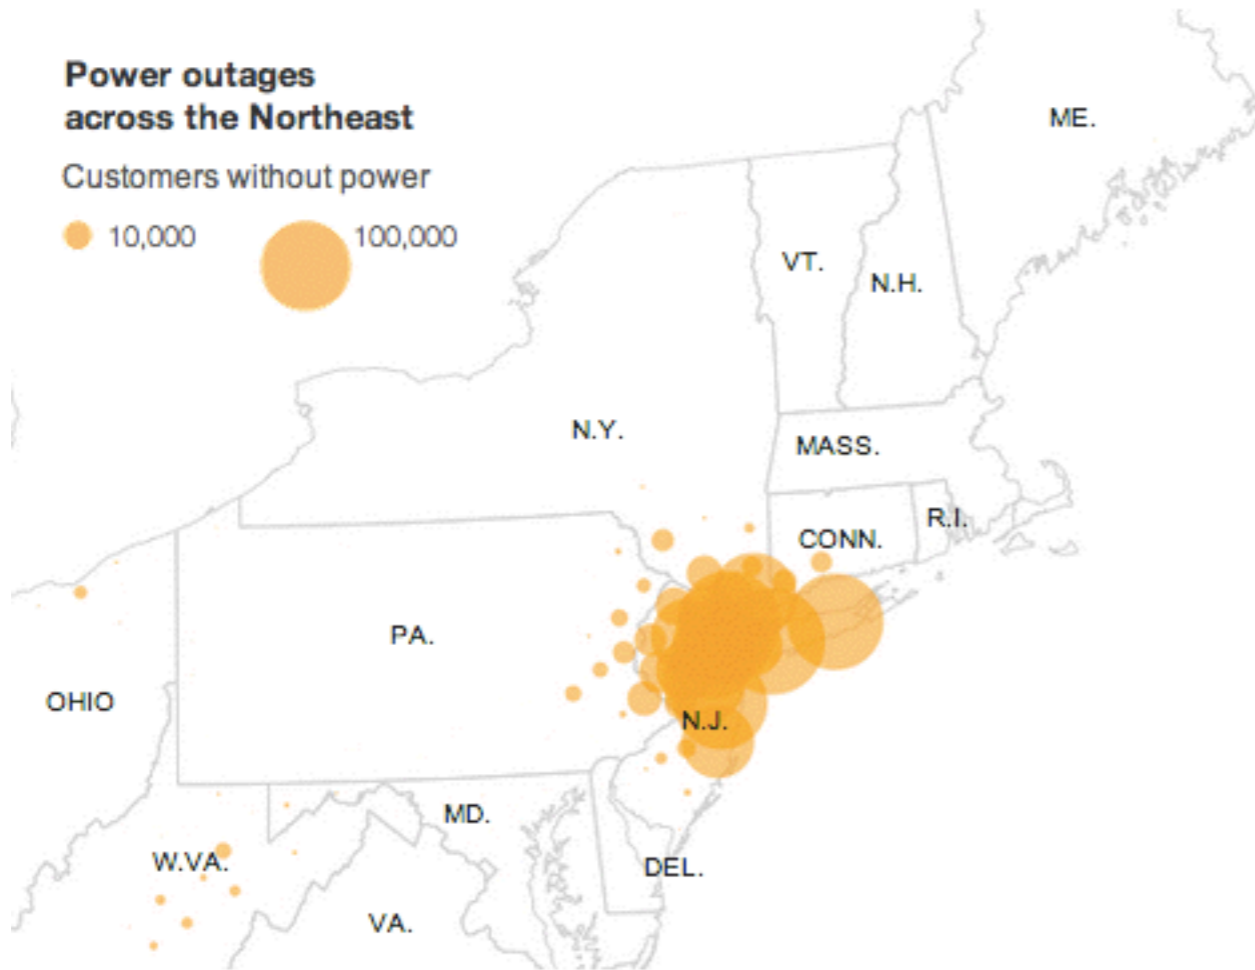 Power outages
across the Northeast
Customers without power
10,000
100,000
ME.
VT.
N.H.
N.Y.
MASS.
R.I.
CONN.
PA.
OHIO
N.J.
MD.
W.VA.
DEL.
VA.